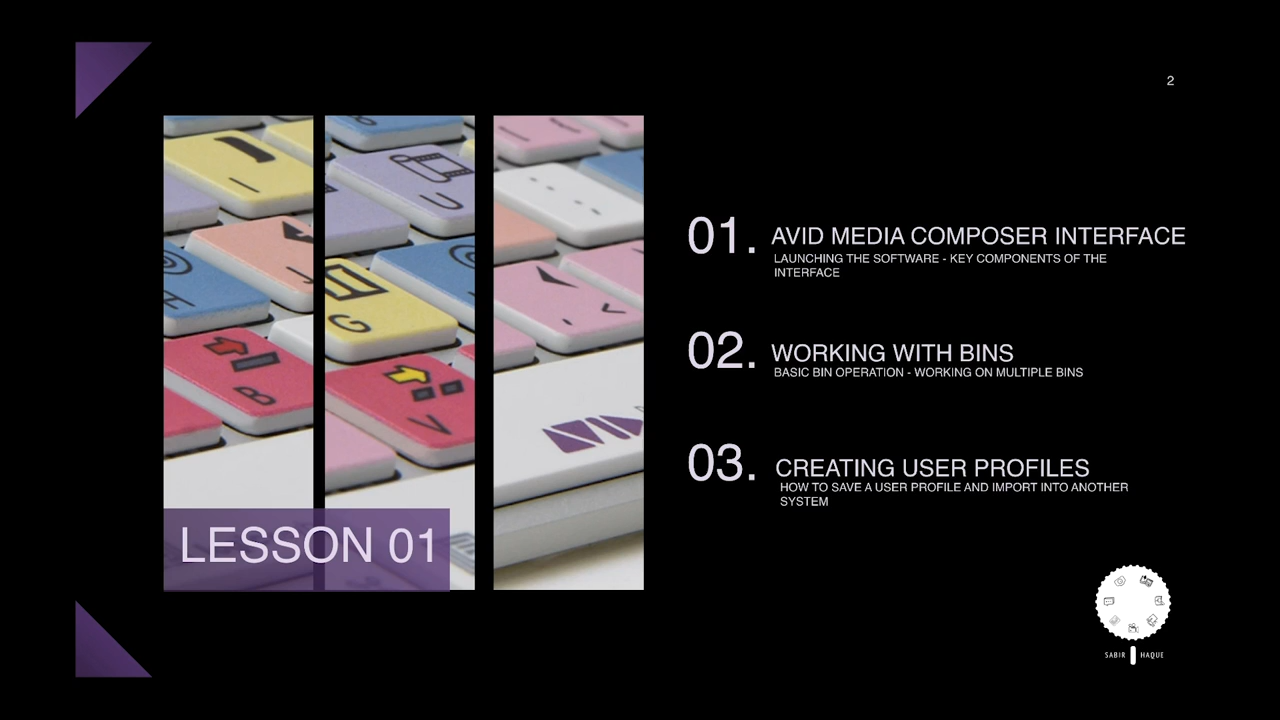 2
01. AVID MEDIA COMPOSER INTERFACE
LAUNCHING THE SOFTWARE - KEY COMPONENTS OF THE
INTERFACE
02. WORKING WITH BINS
BASIC BIN OPERATION - WORKING ON MULTIPLE BINS
03. CREATING USER PROFILES
HOW TO SAVE A USER PROFILE AND IMPORT INTO ANOTHER
SYSTEM
I
U
J
H
G
B
V
AVID
LESSON 01
SABIR HAQUE